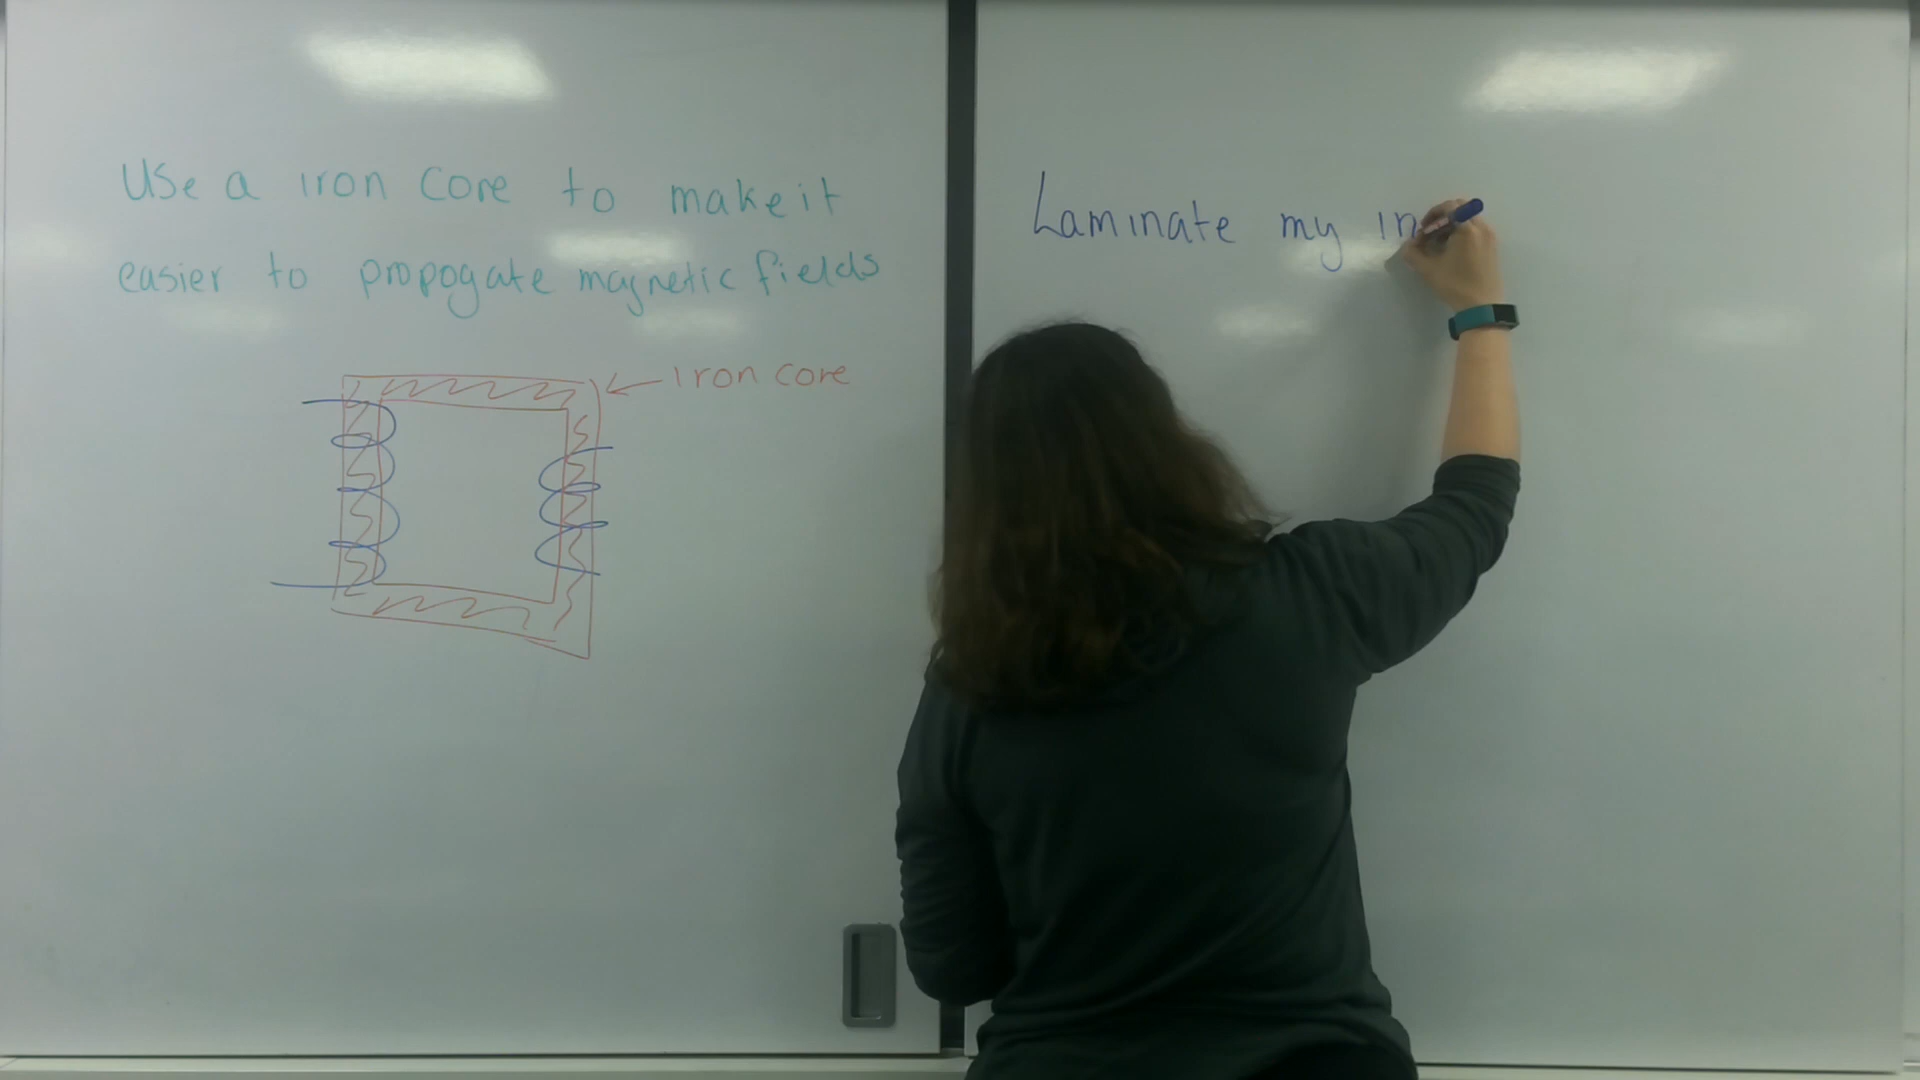 Use a iron core to make it
easier to propogate magnetic fields
iron core
Laminate my in